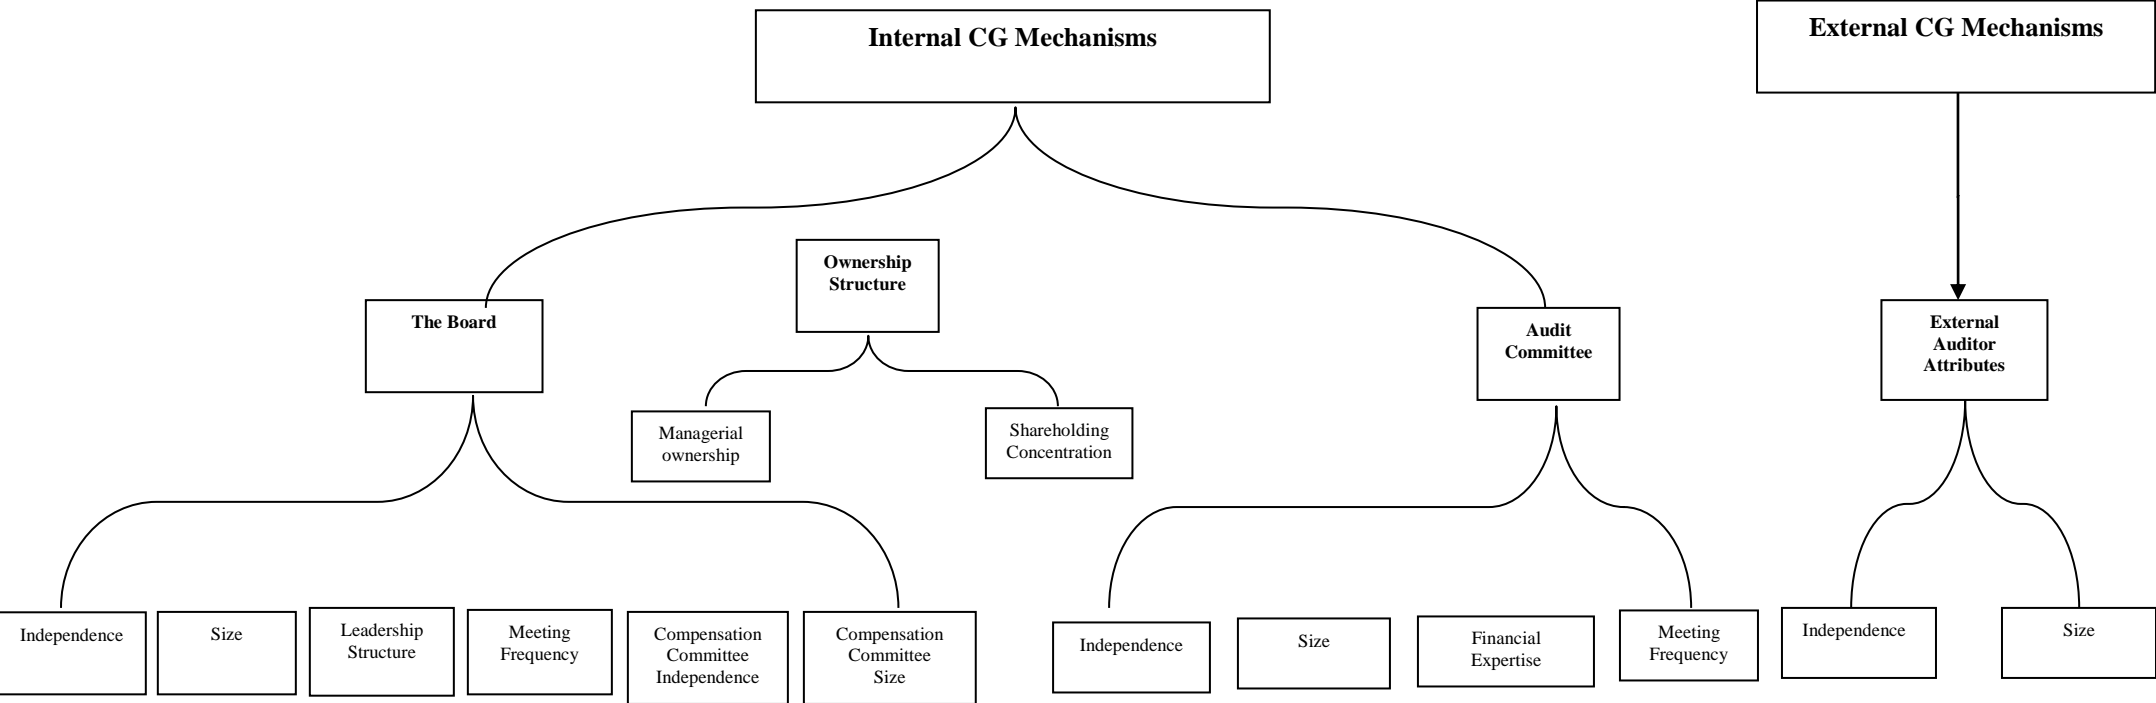 Internal CG Mechanisms
External CG Mechanisms
Ownership
Structure
The Board
Audit
Committee
External
Auditor
Attributes
Managerial
ownership
Shareholding
Concentration
Independence
Size
Leadership
Structure
Meeting
Frequency
Compensation
Committee
Independence
Compensation
Committee
Size
Independence
Size
Financial
Expertise
Meeting
Frequency
Independence
Size